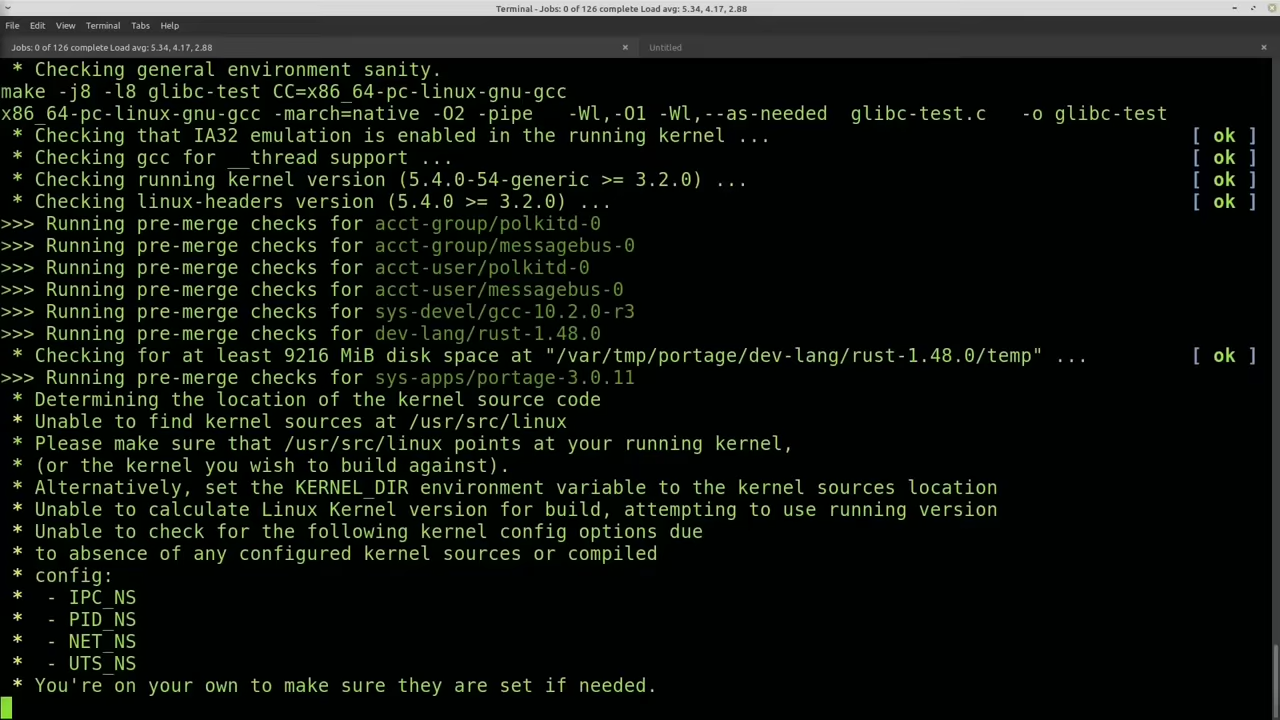 Terminal - Jobs: 0 of 126 complete Load avg: 5.34, 4.17, 2.88
File Edit View Terminal Tabs Help
Jobs: 0 of 126 complete Load avg: 5.34, 4.17, 2.88 × Untitled ×
* Checking general environment sanity.
make -j8 -l8 glibc-test CC=x86_64-pc-linux-gnu-gcc
x86_64-pc-linux-gnu-gcc -march=native -O2 -pipe   -Wl,-O1 -Wl,--as-needed  glibc-test.c   -o glibc-test
* Checking that IA32 emulation is enabled in the running kernel ... [ ok ]
* Checking gcc for __thread support ... [ ok ]
* Checking running kernel version (5.4.0-54-generic >= 3.2.0) ... [ ok ]
* Checking linux-headers version (5.4.0 >= 3.2.0) ... [ ok ]
>>> Running pre-merge checks for acct-group/polkitd-0
>>> Running pre-merge checks for acct-group/messagebus-0
>>> Running pre-merge checks for acct-user/polkitd-0
>>> Running pre-merge checks for acct-user/messagebus-0
>>> Running pre-merge checks for sys-devel/gcc-10.2.0-r3
>>> Running pre-merge checks for dev-lang/rust-1.48.0
* Checking for at least 9216 MiB disk space at "/var/tmp/portage/dev-lang/rust-1.48.0/temp" ... [ ok ]
>>> Running pre-merge checks for sys-apps/portage-3.0.11
* Determining the location of the kernel source code
* Unable to find kernel sources at /usr/src/linux
* Please make sure that /usr/src/linux points at your running kernel,
* (or the kernel you wish to build against).
* Alternatively, set the KERNEL_DIR environment variable to the kernel sources location
* Unable to calculate Linux Kernel version for build, attempting to use running version
* Unable to check for the following kernel config options due
* to absence of any configured kernel sources or compiled
* config:
*  - IPC_NS
*  - PID_NS
*  - NET_NS
*  - UTS_NS
* You're on your own to make sure they are set if needed.